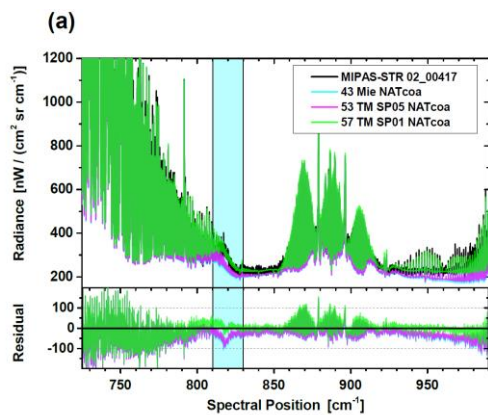 (a)
1200
1000
800
600
400
200
Radiance [nW / (cm² sr cm⁻¹)]
MIPAS-STR 02_00417
43 Mie NATcoa
53 TM SP05 NATcoa
57 TM SP01 NATcoa
100
0
-100
Residual
750
800
850
900
950
Spectral Position [cm⁻¹]